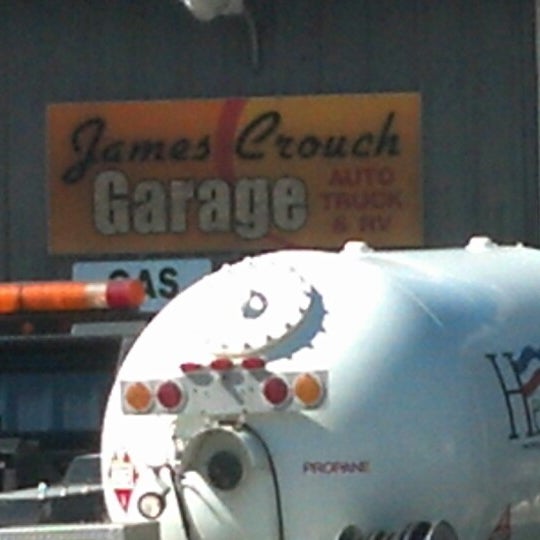 James Crouch
Garage
AUTO
TRUCK
& RV
GAS
PROPANE